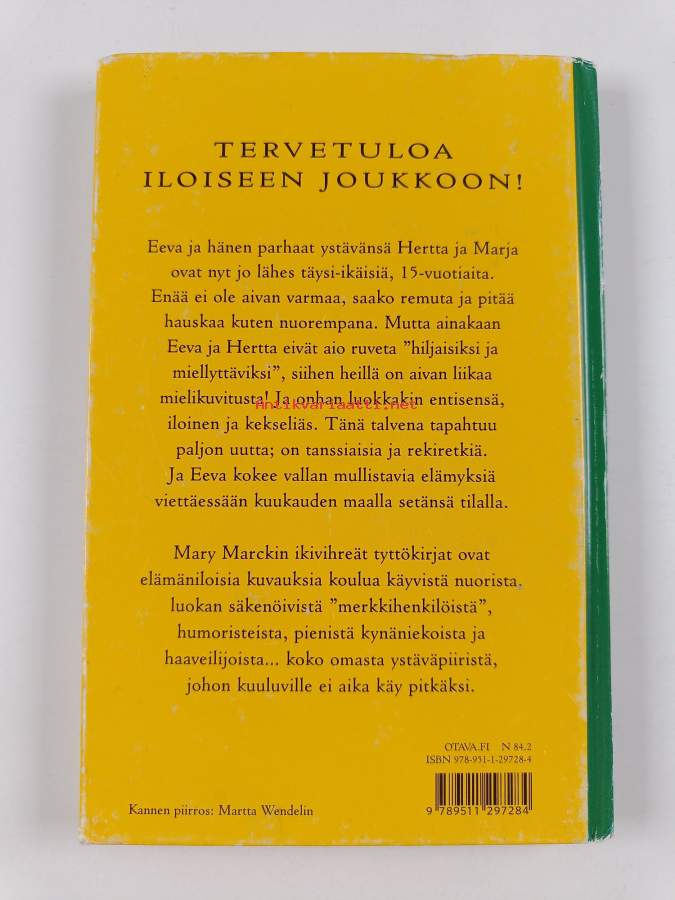 TERVETULOA
ILOISEEN JOUKKOON!
Eeva ja hänen parhaat ystävänsä Hertta ja Marja
ovat nyt jo lähes täysi-ikäisiä, 15-vuotiaita.
Enää ei ole aivan varmaa, saako remuta ja pitää
hauskaa kuten nuorempana. Mutta ainakaan
Eeva ja Hertta eivät aio ruveta ”hiljaisiksi ja
miellyttäviksi”, siihen heillä on aivan liikaa
mielikuvitusta! Ja onhan luokkakin entisensä,
Antikvariaatti.net
iloinen ja kekseliäs. Tänä talvena tapahtuu
paljon uutta; on tanssiaisia ja rekiretkiä.
Ja Eeva kokee vallan mullistavia elämyksiä
viettäessään kuukauden maalla setänsä tilalla.
Mary Marckin ikivihreät tyttökirjat ovat
elämäniloisia kuvauksia koulua käyvistä nuorista,
luokan säkenöivistä ”merkkihenkilöistä”,
humoristeista, pienistä kynäniekoista ja
haaveilijoista... koko omasta ystäväpiiristä,
johon kuuluville ei aika käy pitkäksi.
OTAVA.FI N 84.2
ISBN 978-951-1-29728-4
9 789511 297284
Kannen piirros: Martta Wendelin